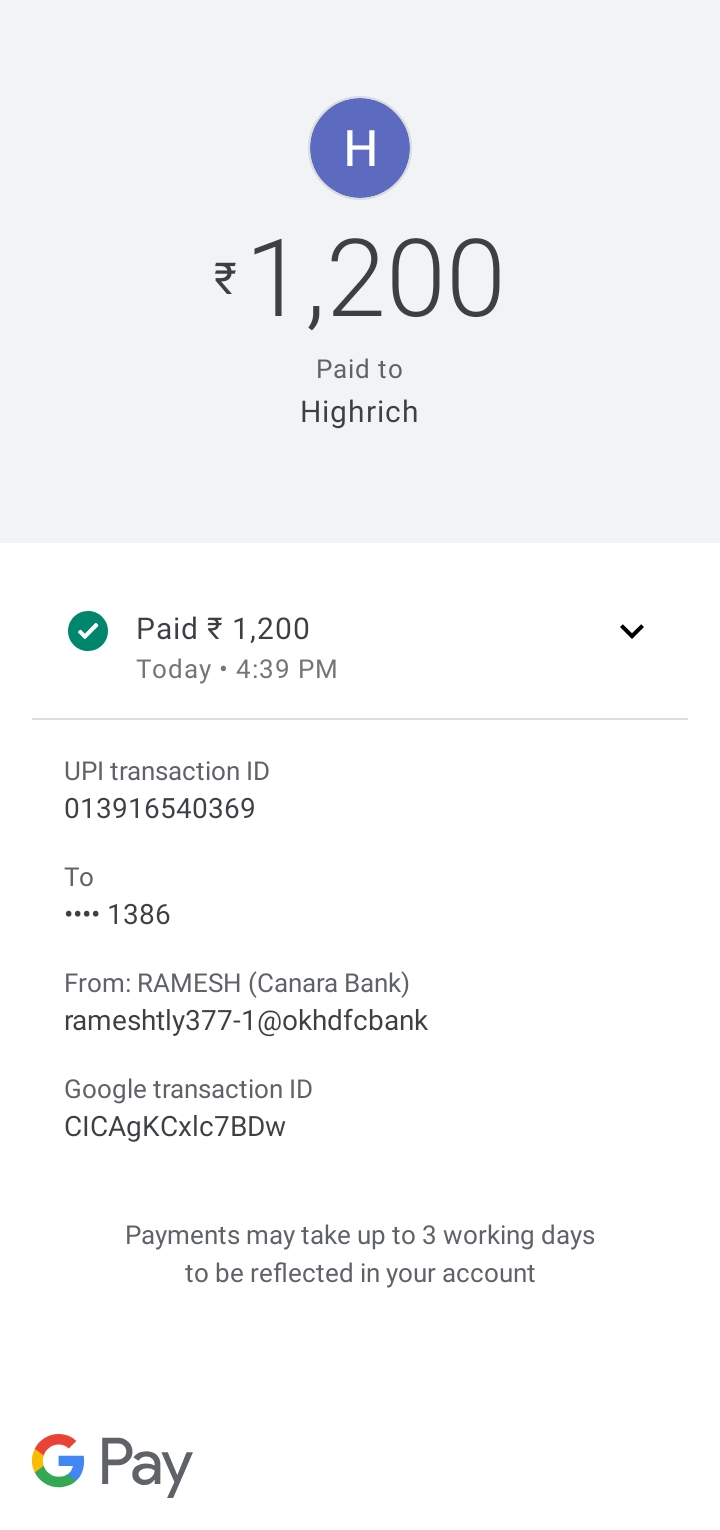 H
₹1,200
Paid to
Highrich
Paid ₹ 1,200
Today • 4:39 PM
UPI transaction ID
013916540369
To
•••• 1386
From: RAMESH (Canara Bank)
rameshtly377-1@okhdfcbank
Google transaction ID
CICAgKCxlc7BDw
Payments may take up to 3 working days
to be reflected in your account
G Pay